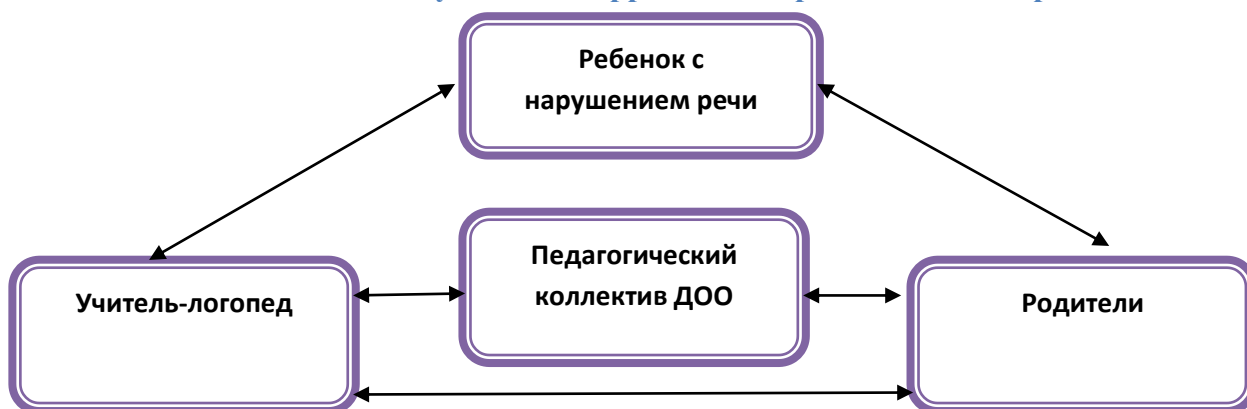 Ребенок с
нарушением речи
Педагогический
коллектив ДОО
Учитель-логопед
Родители